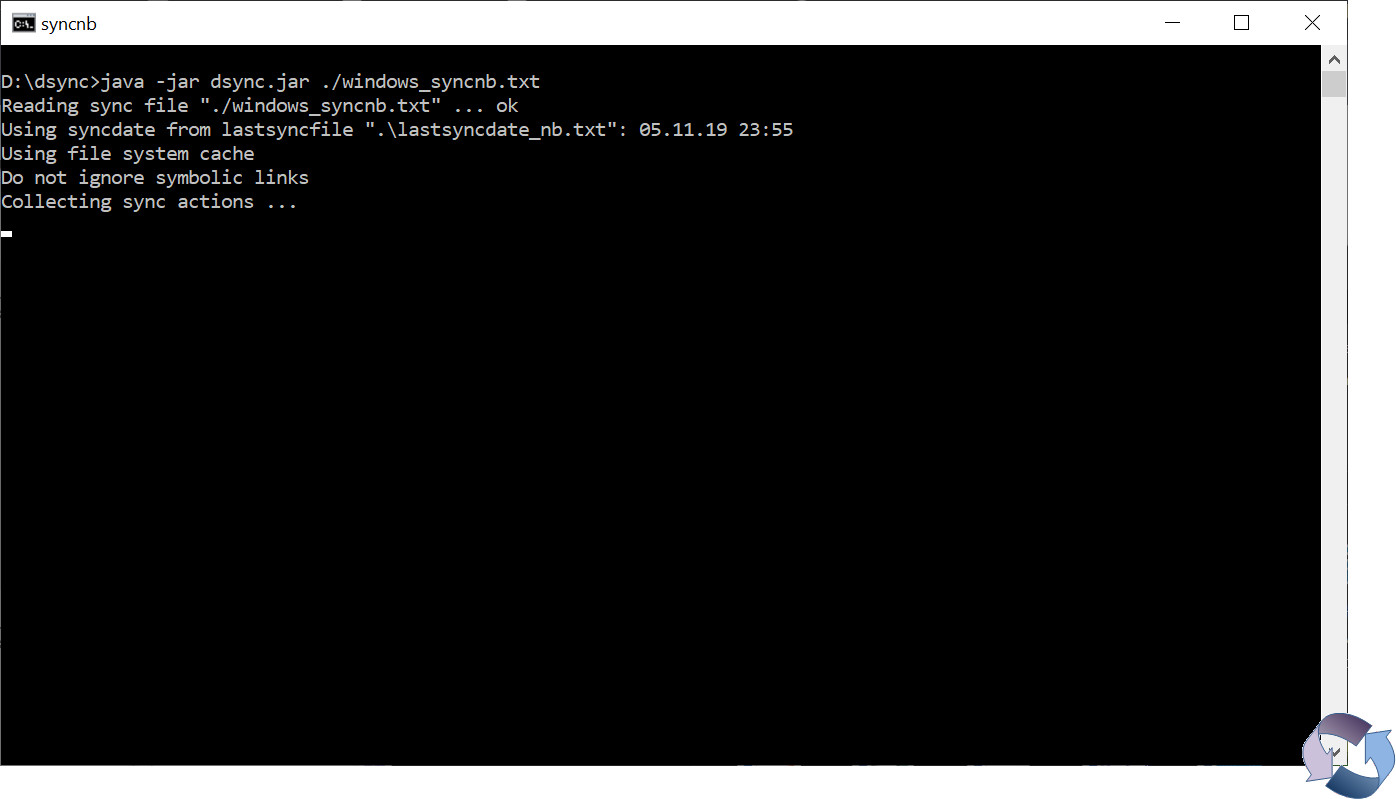 syncnb
D:\dsync>java -jar dsync.jar ./windows_syncnb.txt
Reading sync file "./windows_syncnb.txt" ... ok
Using syncdate from lastsyncfile ".\lastsyncdate_nb.txt": 05.11.19 23:55
Using file system cache
Do not ignore symbolic links
Collecting sync actions ...